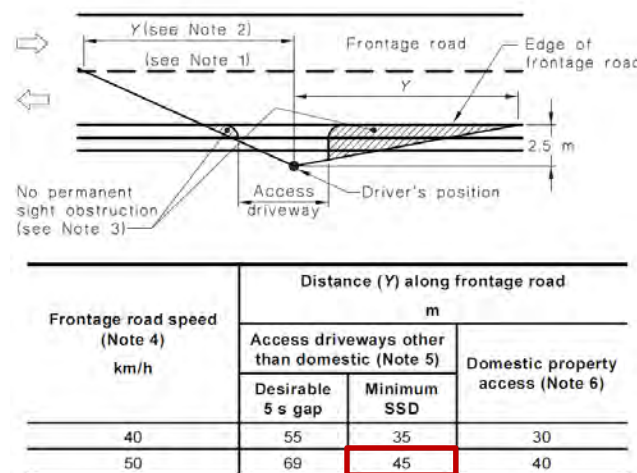 Y (see Note 2)
(see Note 1)
Frontage road
Edge of
frontage road
Y
2.5 m
No permanent
sight obstruction
(see Note 3)
Access
driveway
Driver's position
Frontage road speed
(Note 4)
km/h
Distance (Y) along frontage road
m
Access driveways other
than domestic (Note 5)
Domestic property
access (Note 6)
Desirable
5 s gap
Minimum
SSD
40 55 35 30
50 69 45 40